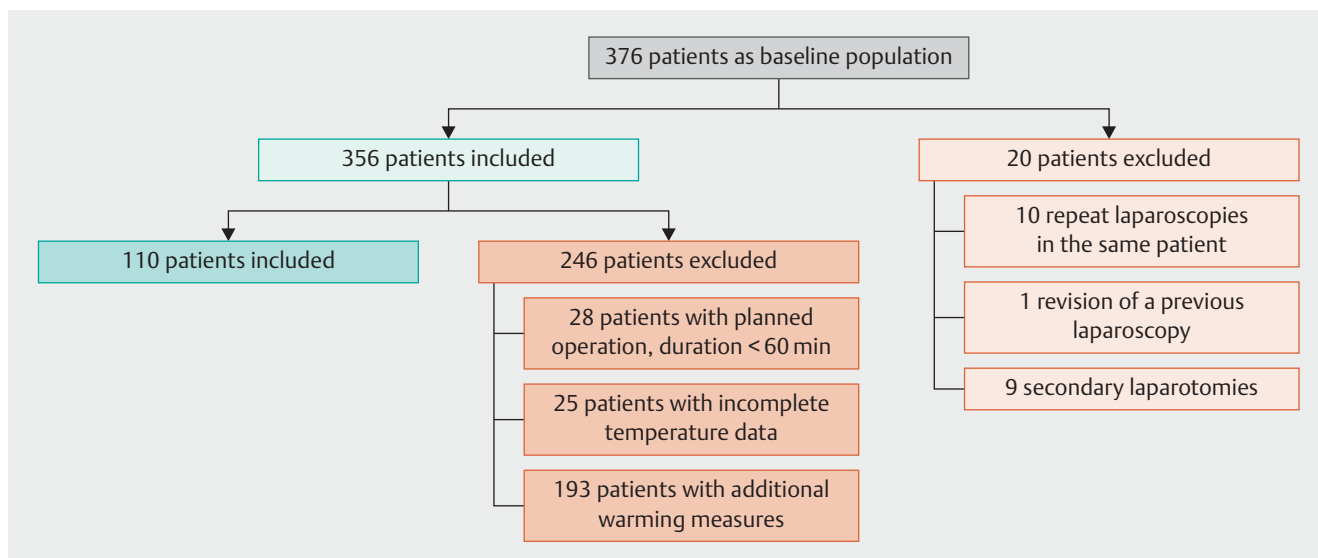 376 patients as baseline population
356 patients included
20 patients excluded
10 repeat laparoscopies
in the same patient
1 revision of a previous
laparoscopy
9 secondary laparotomies
110 patients included
246 patients excluded
28 patients with planned
operation, duration < 60 min
25 patients with incomplete
temperature data
193 patients with additional
warming measures